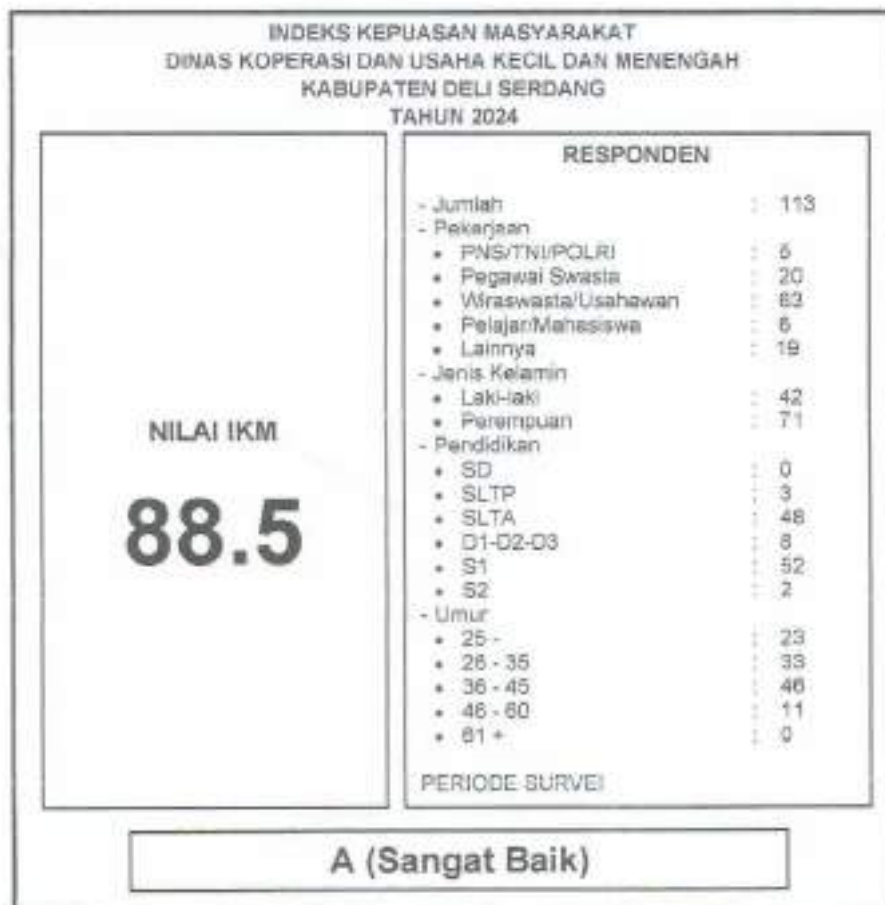 INDEKS KEPUASAN MASYARAKAT
DINAS KOPERASI DAN USAHA KECIL DAN MENENGAH
KABUPATEN DELI SERDANG
TAHUN 2024
NILAI IKM
88.5
RESPONDEN
- Jumlah : 113
- Pekerjaan
• PNS/TNI/POLRI : 5
• Pegawai Swasta : 20
• Wiraswasta/Usahawan : 63
• Pelajar/Mahasiswa : 6
• Lainnya : 19
- Jenis Kelamin
• Laki-laki : 42
• Perempuan : 71
- Pendidikan
• SD : 0
• SLTP : 3
• SLTA : 48
• D1-D2-D3 : 8
• S1 : 52
• S2 : 2
- Umur
• 25 - : 23
• 26 - 35 : 33
• 36 - 45 : 46
• 46 - 60 : 11
• 61 + : 0
PERIODE SURVEI
A (Sangat Baik)